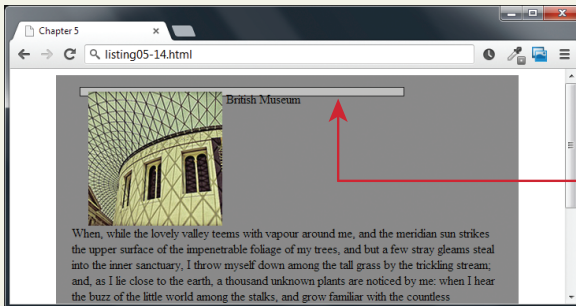 Chapter 5
listing05-14.html
British Museum
When, while the lovely valley teems with vapour around me, and the meridian sun strikes
the upper surface of the impenetrable foliage of my trees, and but a few stray gleams steal
into the inner sanctuary, I throw myself down among the tall grass by the trickling stream;
and, as I lie close to the earth, a thousand unknown plants are noticed by me: when I hear
the buzz of the little world among the stalks, and grow familiar with the countless